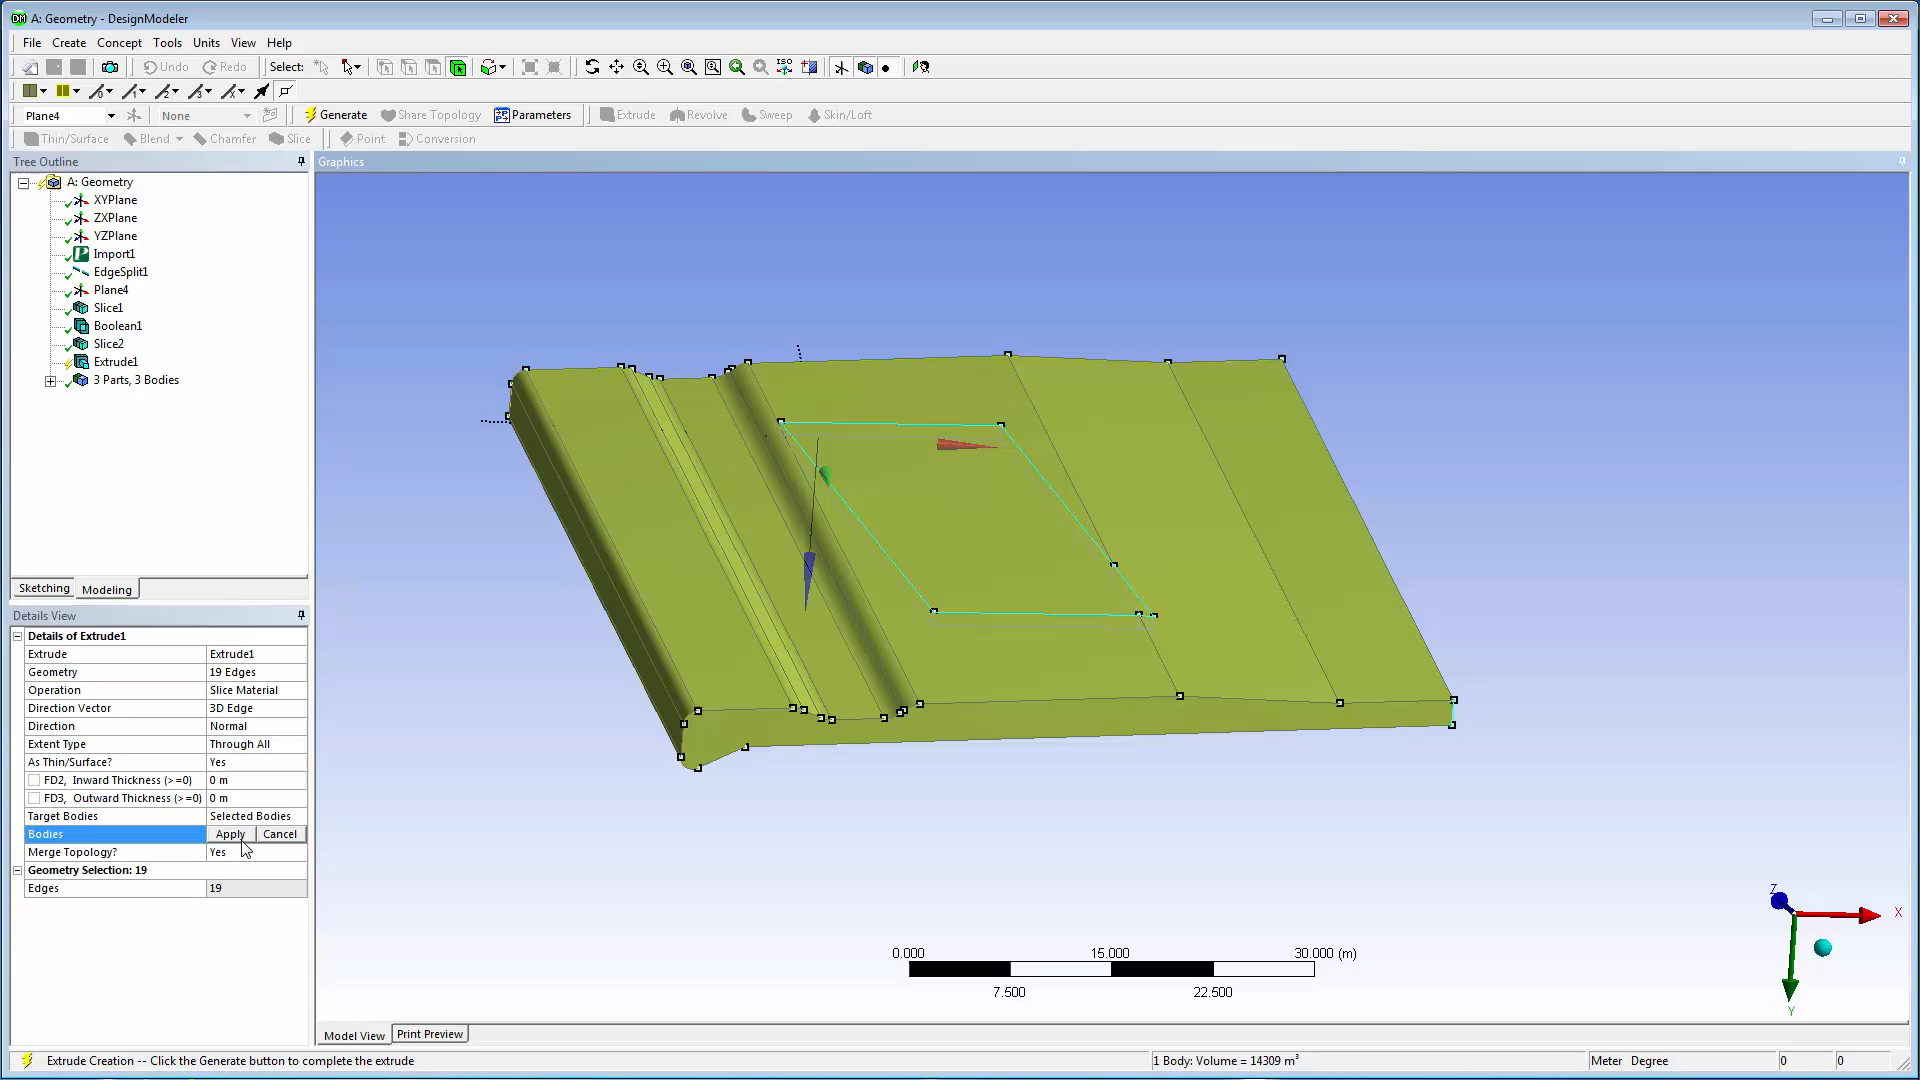 A: Geometry - DesignModeler
File Create Concept Tools Units View Help
Undo Redo Select: ISO
Plane4 None Generate Share Topology Parameters Extrude Revolve Sweep Skin/Loft
Thin/Surface Blend Chamfer Slice Point Conversion
Tree Outline
Graphics
A: Geometry
XYPlane
ZXPlane
YZPlane
Import1
EdgeSplit1
Plane4
Slice1
Boolean1
Slice2
Extrude1
3 Parts, 3 Bodies
Sketching Modeling
Details View
Details of Extrude1
Extrude Extrude1
Geometry 19 Edges
Operation Slice Material
Direction Vector 3D Edge
Direction Normal
Extent Type Through All
As Thin/Surface? Yes
FD2, Inward Thickness (>=0) 0 m
FD3, Outward Thickness (>=0) 0 m
Target Bodies Selected Bodies
Bodies Apply Cancel
Merge Topology? Yes
Geometry Selection: 19
Edges 19
0.000 15.000 30.000 (m)
7.500 22.500
Z
X
Y
Model View Print Preview
Extrude Creation -- Click the Generate button to complete the extrude 1 Body: Volume = 14309 m³ Meter Degree 0 0